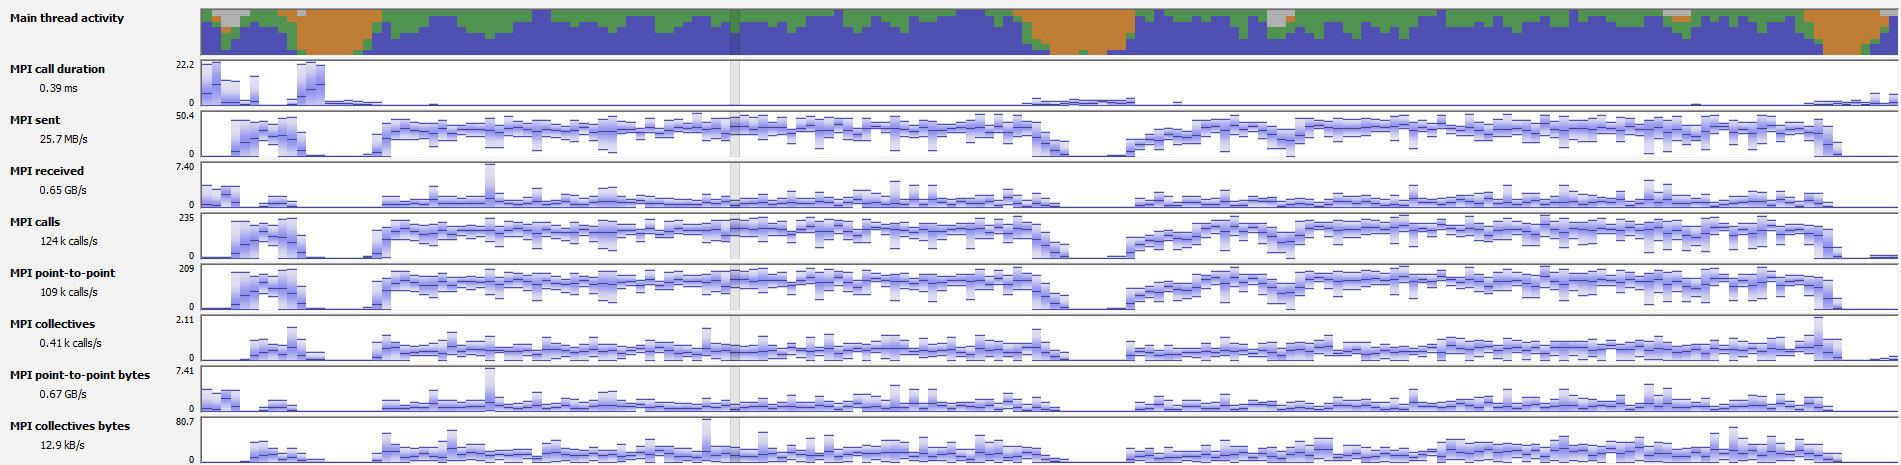 Main thread activity
MPI call duration 22.2
0.39 ms 0
MPI sent 50.4
25.7 MB/s 0
MPI received 7.40
0.65 GB/s 0
MPI calls 235
124 k calls/s 0
MPI point-to-point 209
109 k calls/s 0
MPI collectives 2.11
0.41 k calls/s 0
MPI point-to-point bytes 7.41
0.67 GB/s 0
MPI collectives bytes 80.7
12.9 kB/s 0